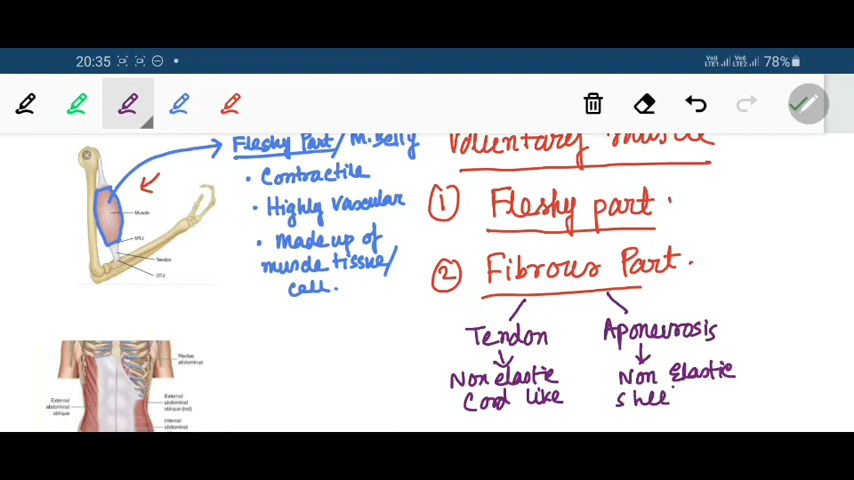 20:35
78%
Fleshy Part/ M. Belly
• Contractile
• Highly vascular
• Made up of
muscle tissue/
cell.
Voluntary muscle
① Fleshy part.
② Fibrous Part.
Tendon
Non elastic
Cord like
Aponeurosis
Non Elastic
shee
Muscle
MTJ
Tendon
OTJ
Rectus
abdominus
External
abdominal
oblique
External
abdominal
oblique (cut)
Internal
abdominal